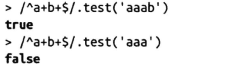 > /^a+b+$/.test('aaab')
true
> /^a+b+$/.test('aaa')
false